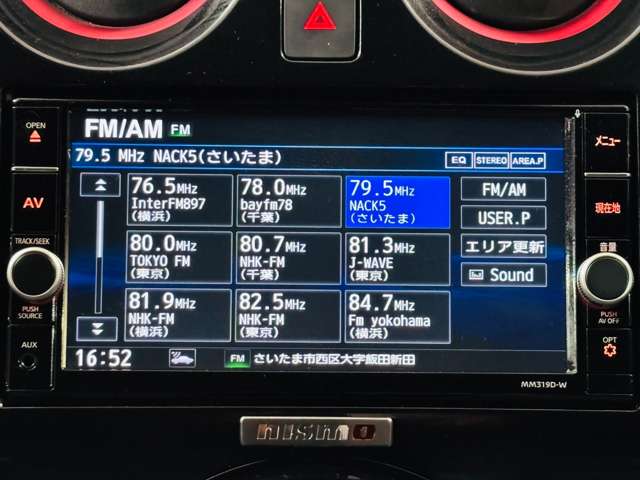 OPEN
AV
TRACK/SEEK
PUSH
SOURCE
AUX
FM/AM FM
79.5 MHz NACK5(さいたま) EQ STEREO AREA.P
76.5MHz
InterFM897
(横浜)
78.0MHz
bayfm78
(千葉)
79.5MHz
NACK5
(さいたま)
FM/AM
USER.P
80.0MHz
TOKYO FM
(東京)
80.7MHz
NHK-FM
(千葉)
81.3MHz
J-WAVE
(東京)
エリア更新
Sound
81.9MHz
NHK-FM
(横浜)
82.5MHz
NHK-FM
(東京)
84.7MHz
Fm yokohama
(横浜)
16:52 FM さいたま市西区大字飯田新田
メニュー
現在地
音量
PUSH
AV OFF
OPT
MM319D-W
nismo